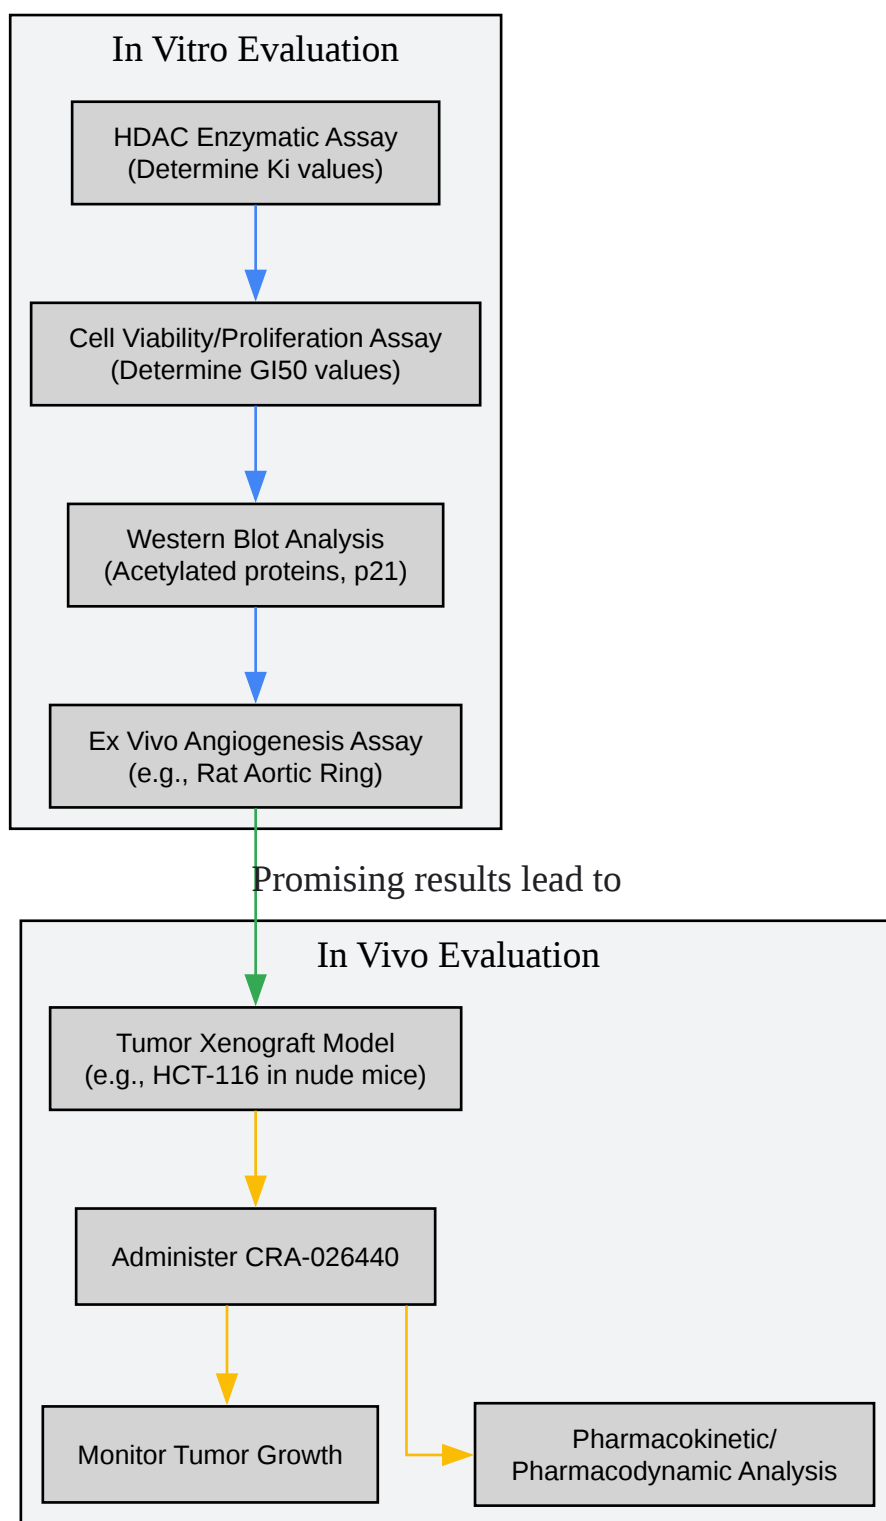 In Vitro Evaluation
HDAC Enzymatic Assay
(Determine Ki values)
Cell Viability/Proliferation Assay
(Determine GI50 values)
Western Blot Analysis
(Acetylated proteins, p21)
Ex Vivo Angiogenesis Assay
(e.g., Rat Aortic Ring)
Promising results lead to
In Vivo Evaluation
Tumor Xenograft Model
(e.g., HCT-116 in nude mice)
Administer CRA-026440
Monitor Tumor Growth
Pharmacokinetic/
Pharmacodynamic Analysis